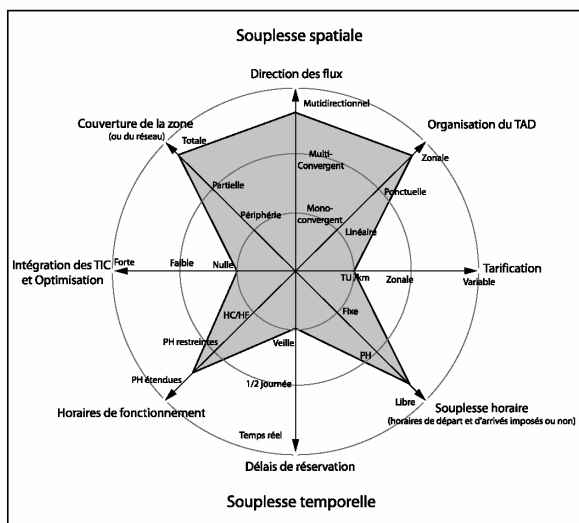 Souplesse spatiale
Direction des flux
Mutidirectionnel
Couverture de la zone
(ou du réseau)
Totale
Organisation du TAD
Zonale
Multi-
Convergent
Partielle
Ponctuelle
Périphérie
Mono-
convergent
Linéaire
Intégration des TIC
et Optimisation
Forte
Faible
Nulle
TU /km
Zonale
Variable
Tarification
HC/HF
Fixe
PH restreintes
Veille
PH
PH étendues
1/2 journée
Libre
Horaires de fonctionnement
Souplesse horaire
(horaires de départ et d'arrivés imposés ou non)
Temps réel
Délais de réservation
Souplesse temporelle